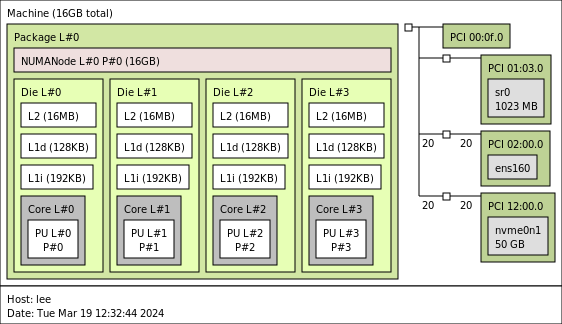 Machine (16GB total)
Package L#0
NUMANode L#0 P#0 (16GB)
Die L#0
L2 (16MB)
L1d (128KB)
L1i (192KB)
Core L#0
PU L#0
P#0
Die L#1
L2 (16MB)
L1d (128KB)
L1i (192KB)
Core L#1
PU L#1
P#1
Die L#2
L2 (16MB)
L1d (128KB)
L1i (192KB)
Core L#2
PU L#2
P#2
Die L#3
L2 (16MB)
L1d (128KB)
L1i (192KB)
Core L#3
PU L#3
P#3
PCI 00:0f.0
PCI 01:03.0
sr0
1023 MB
20 20
PCI 02:00.0
ens160
20 20
PCI 12:00.0
nvme0n1
50 GB
Host: lee
Date: Tue Mar 19 12:32:44 2024